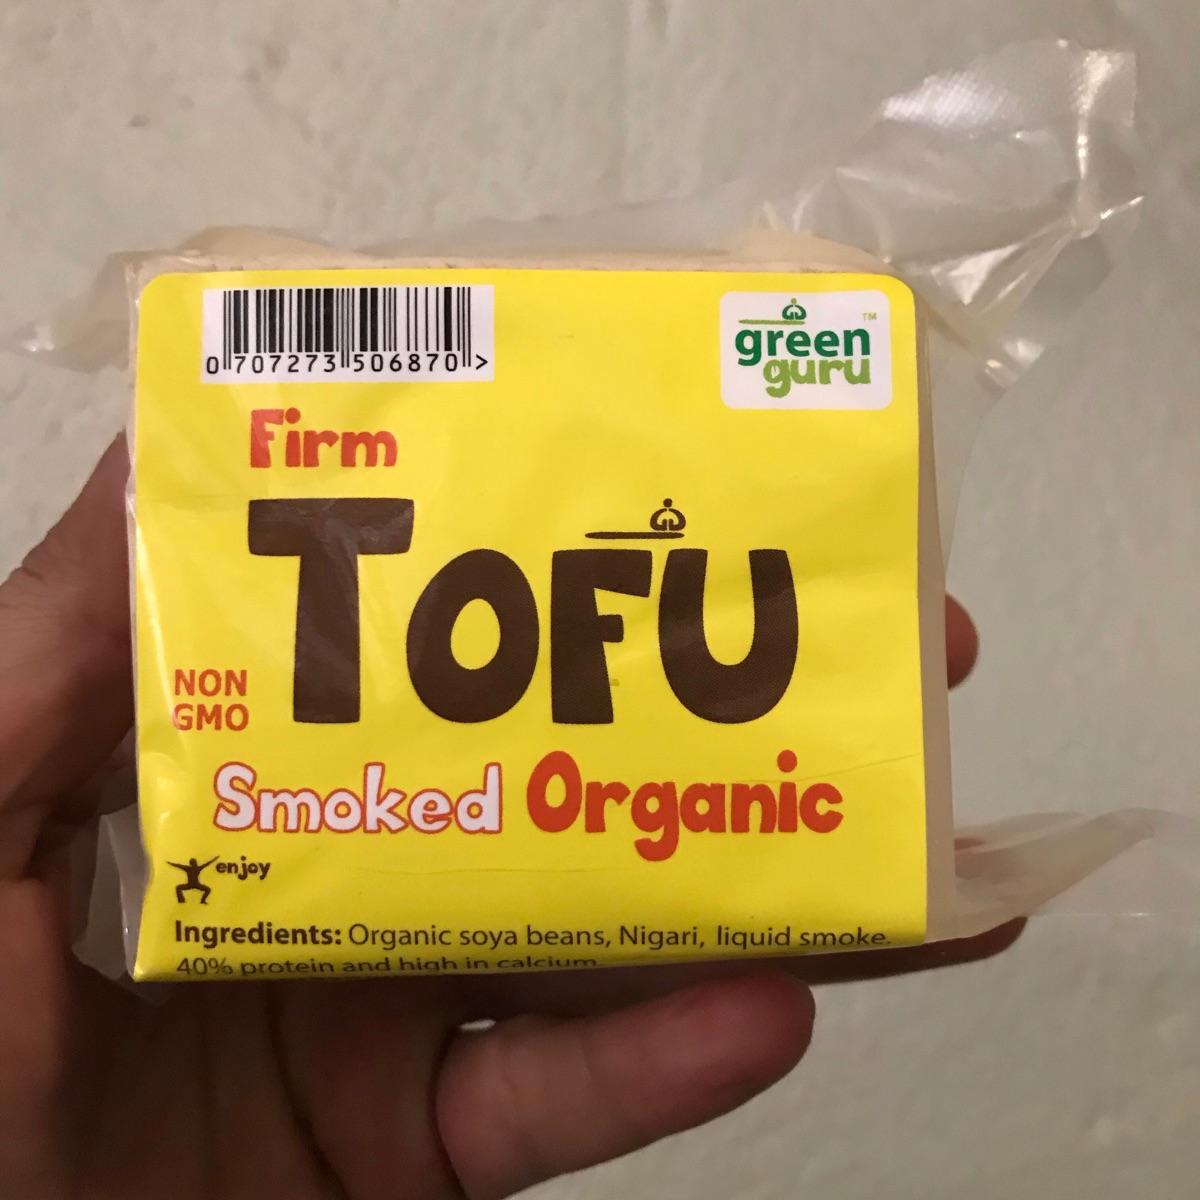 0 707273 506870 >
green™
guru
Firm
TOFU
NON
GMO
Smoked Organic
enjoy
Ingredients: Organic soya beans, Nigari, liquid smoke.
40% protein and high in calcium.